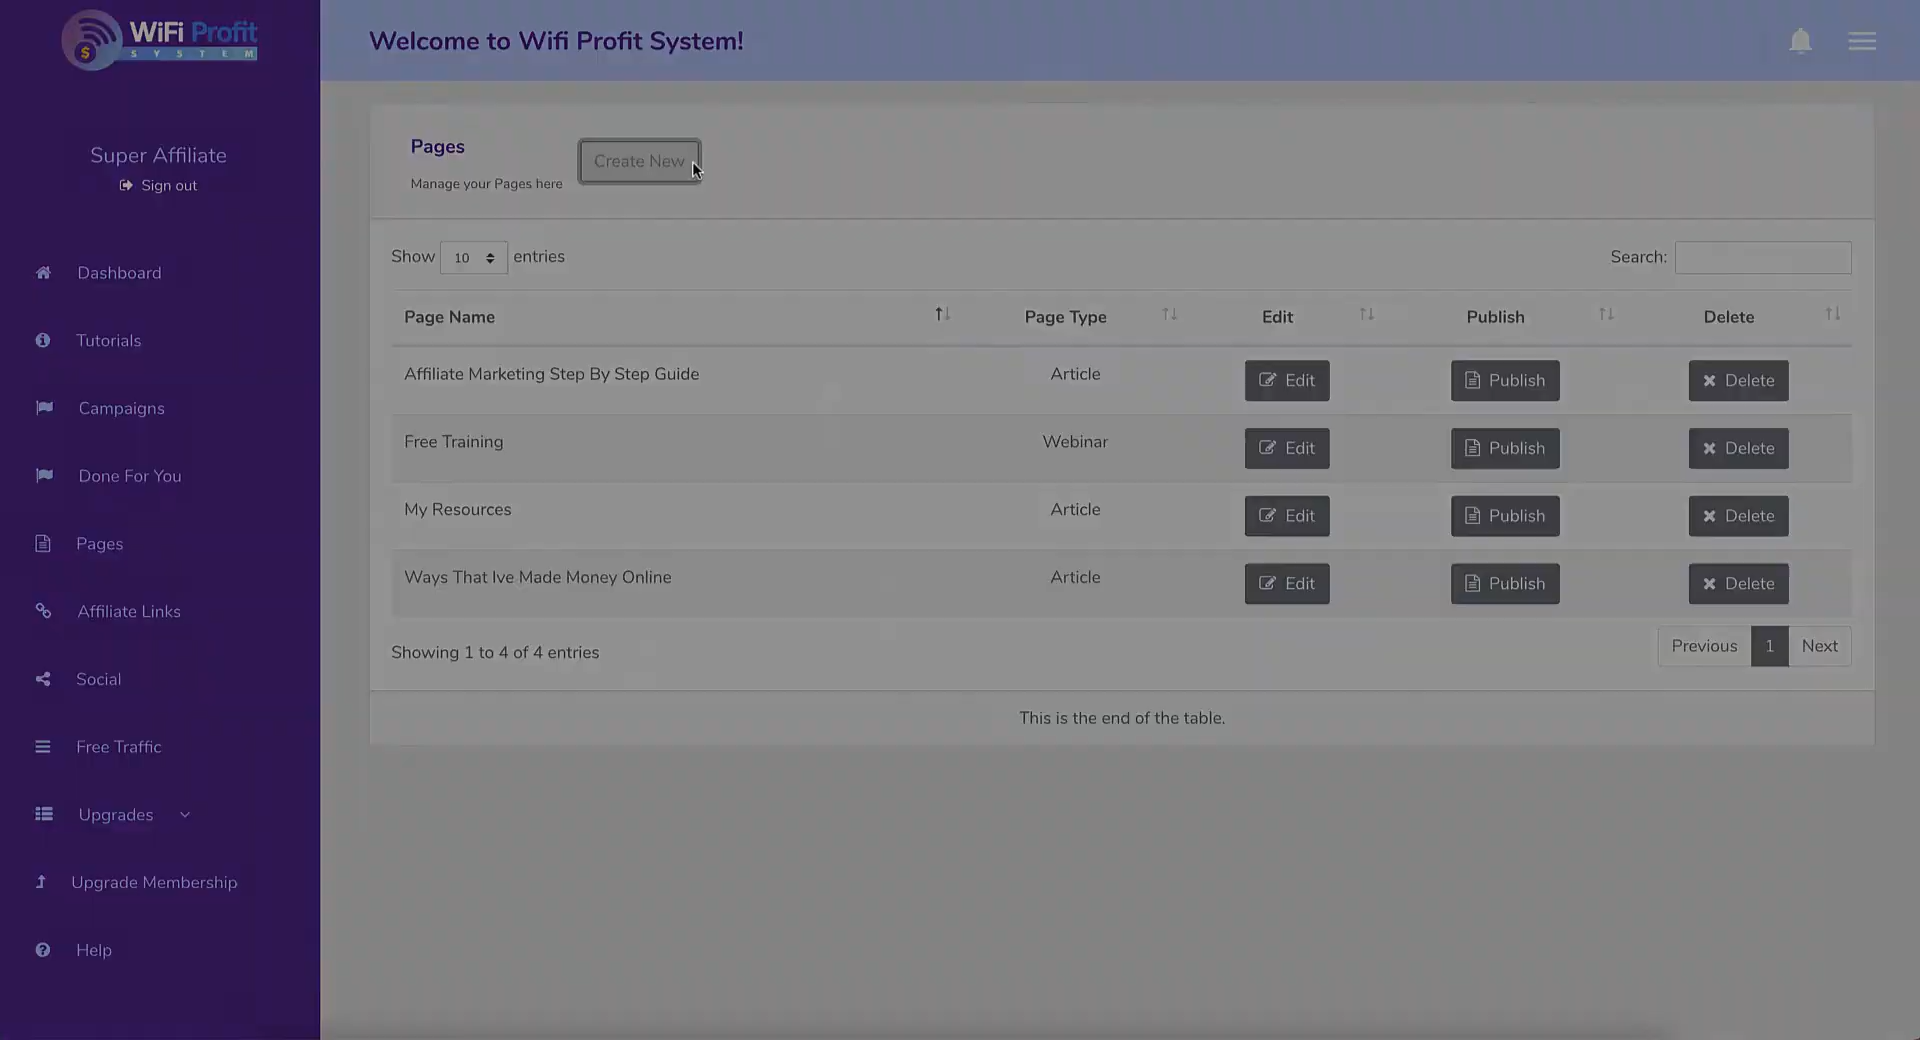 WiFi Profit
SYSTEM
Welcome to Wifi Profit System!
Super Affiliate
Sign out
Dashboard
Tutorials
Campaigns
Done For You
Pages
Affiliate Links
Social
Free Traffic
Upgrades
Upgrade Membership
Help
Pages
Manage your Pages here
Create New
Show 10 entries
Search:
Page Name Page Type Edit Publish Delete
Affiliate Marketing Step By Step Guide Article Edit Publish Delete
Free Training Webinar Edit Publish Delete
My Resources Article Edit Publish Delete
Ways That Ive Made Money Online Article Edit Publish Delete
Showing 1 to 4 of 4 entries
Previous 1 Next
This is the end of the table.